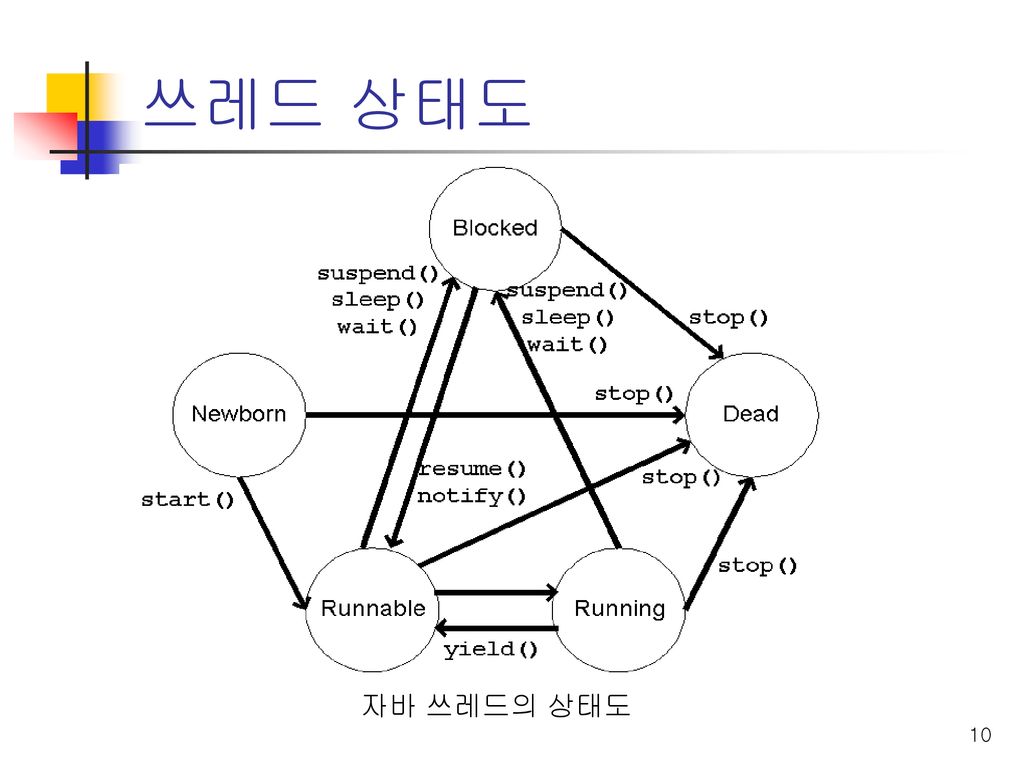 쓰레드 상태도
Blocked
suspend()
sleep()
wait()
suspend()
sleep()
wait()
stop()
Newborn
stop()
Dead
start()
resume()
notify()
stop()
stop()
Runnable
Running
yield()
자바 쓰레드의 상태도
10